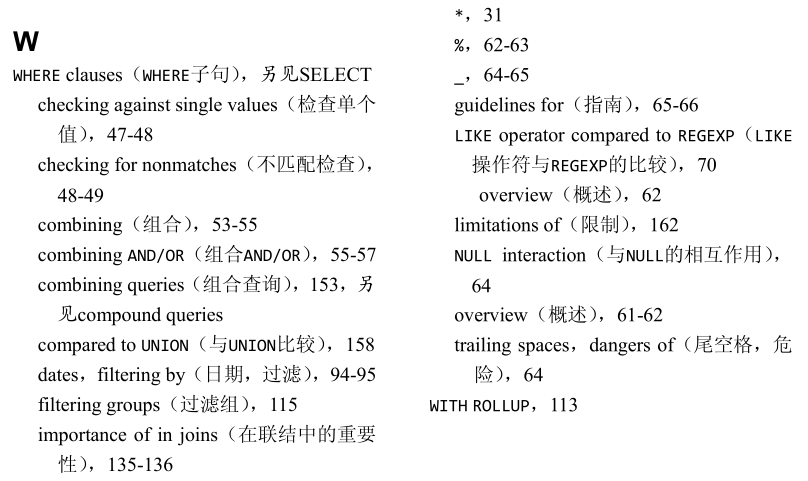 W
WHERE clauses（WHERE子句），另见SELECT
checking against single values（检查单个
值），47-48
checking for nonmatches（不匹配检查），
48-49
combining（组合），53-55
combining AND/OR（组合AND/OR），55-57
combining queries（组合查询），153，另
见compound queries
compared to UNION（与UNION比较），158
dates，filtering by（日期，过滤），94-95
filtering groups（过滤组），115
importance of in joins（在联结中的重要
性），135-136
*，31
%，62-63
_，64-65
guidelines for（指南），65-66
LIKE operator compared to REGEXP（LIKE
操作符与REGEXP的比较），70
overview（概述），62
limitations of（限制），162
NULL interaction（与NULL的相互作用），
64
overview（概述），61-62
trailing spaces，dangers of（尾空格，危
险），64
WITH ROLLUP，113